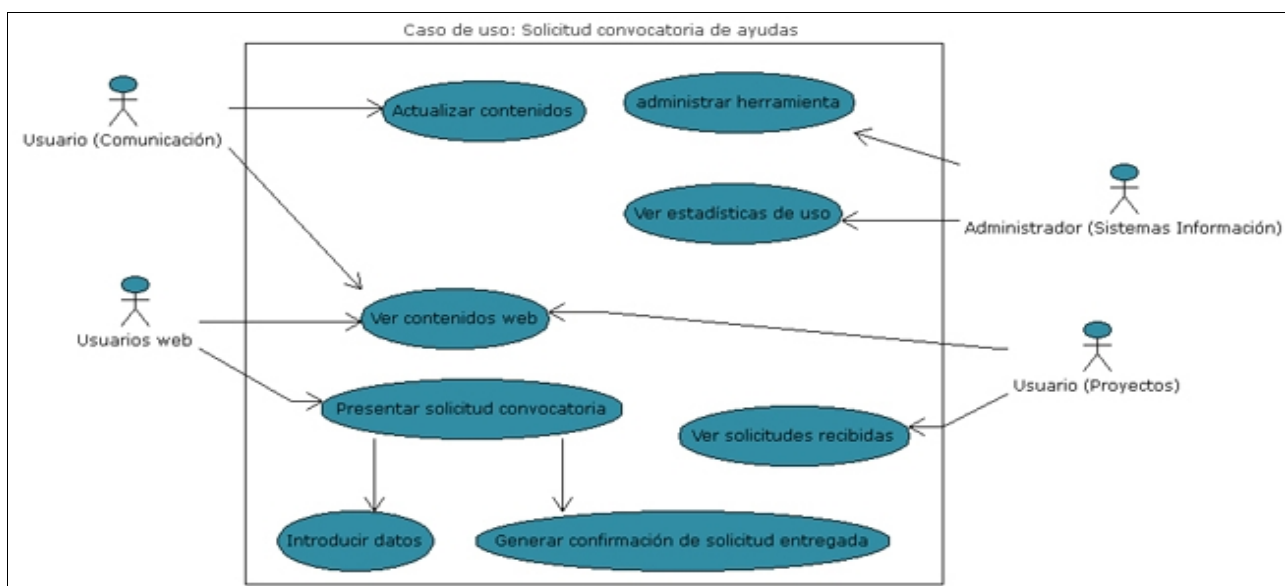 Caso de uso: Solicitud convocatoria de ayudas
Actualizar contenidos
administrar herramienta
Usuario (Comunicación)
Ver estadísticas de uso
Administrador (Sistemas Información)
Ver contenidos web
Usuarios web
Usuario (Proyectos)
Presentar solicitud convocatoria
Ver solicitudes recibidas
Introducir datos
Generar confirmación de solicitud entregada